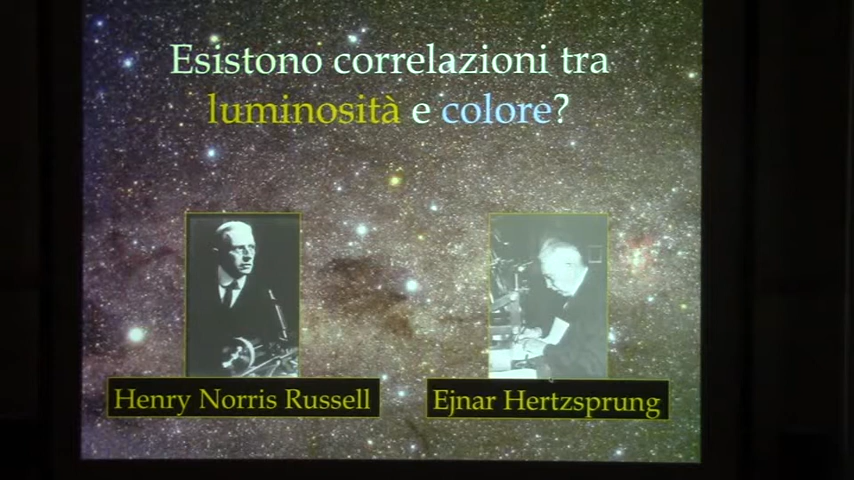 Esistono correlazioni tra
luminosità e colore?
Henry Norris Russell
Ejnar Hertzsprung